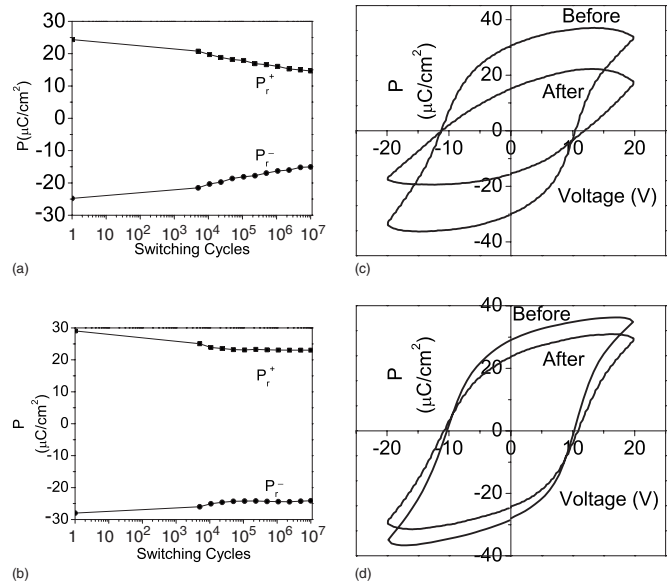 30
20
10
0
-10
-20
-30
P(μC/cm²)
P_r^+
P_r^-
1 10 10² 10³ 10⁴ 10⁵ 10⁶ 10⁷
Switching Cycles
(a)
40
20
0
-20
-40
P
(μC/cm²)
Before
After
-20 -10 0 10 20
Voltage (V)
(c)
30
20
10
0
-10
-20
-30
P
(μC/cm²)
P_r^+
P_r^-
1 10 10² 10³ 10⁴ 10⁵ 10⁶ 10⁷
Switching Cycles
(b)
40
20
0
-20
-40
P
(μC/cm²)
Before
After
-20 -10 0 10 20
Voltage (V)
(d)